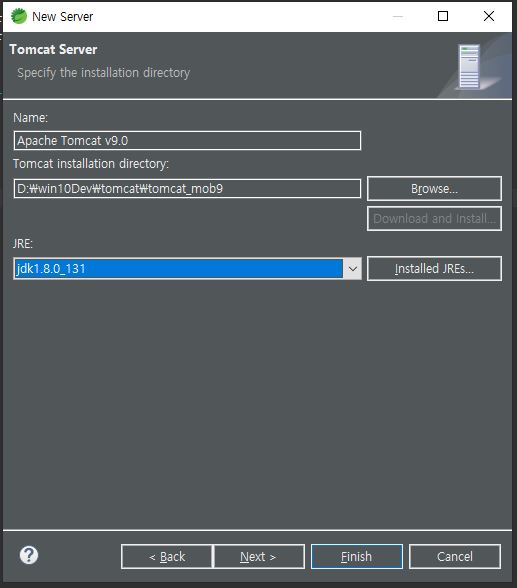 New Server
Tomcat Server
Specify the installation directory
Name:
Apache Tomcat v9.0
Tomcat installation directory:
D:₩win10Dev₩tomcat₩tomcat_mob9
Browse...
Download and Install...
JRE:
jdk1.8.0_131
Installed JREs...
?
< Back
Next >
Finish
Cancel